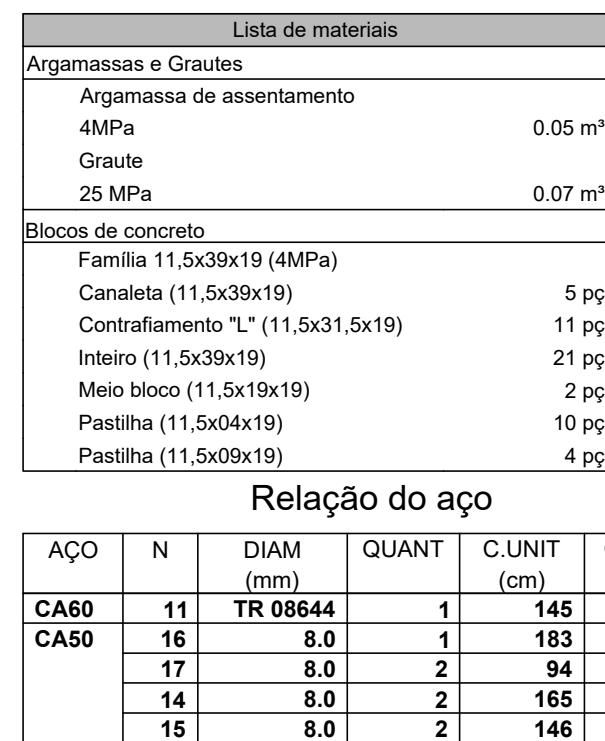 Lista de materiais
Argamassas e Grautes
Argamassa de assentamento
4MPa 0.05 m³
Graute
25 MPa 0.07 m³
Blocos de concreto
Família 11,5x39x19 (4MPa)
Canaleta (11,5x39x19) 5 pç
Contrafiamento "L" (11,5x31,5x19) 11 pç
Inteiro (11,5x39x19) 21 pç
Meio bloco (11,5x19x19) 2 pç
Pastilha (11,5x04x19) 10 pç
Pastilha (11,5x09x19) 4 pç
Relação do aço
AÇO N DIAM QUANT C.UNIT
(mm) (cm)
CA60 11 TR 08644 1 145
CA50 16 8.0 1 183
17 8.0 2 94
14 8.0 2 165
15 8.0 2 146